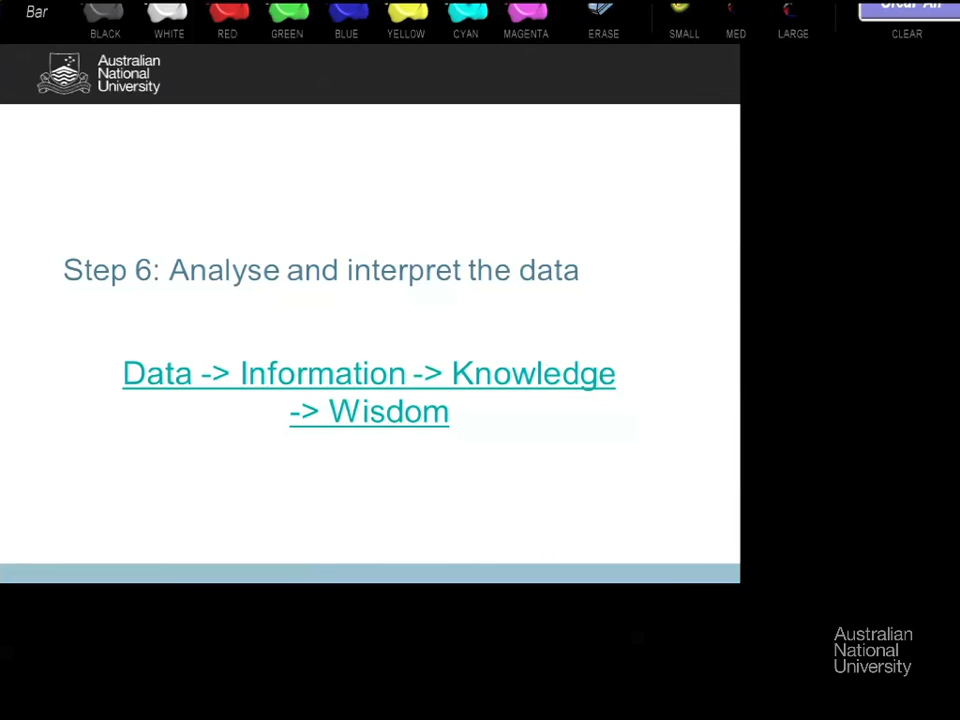 Bar
BLACK WHITE RED GREEN BLUE YELLOW CYAN MAGENTA ERASE SMALL MED LARGE CLEAR
Australian
National
University
Step 6: Analyse and interpret the data
Data -> Information -> Knowledge
-> Wisdom
Australian
National
University